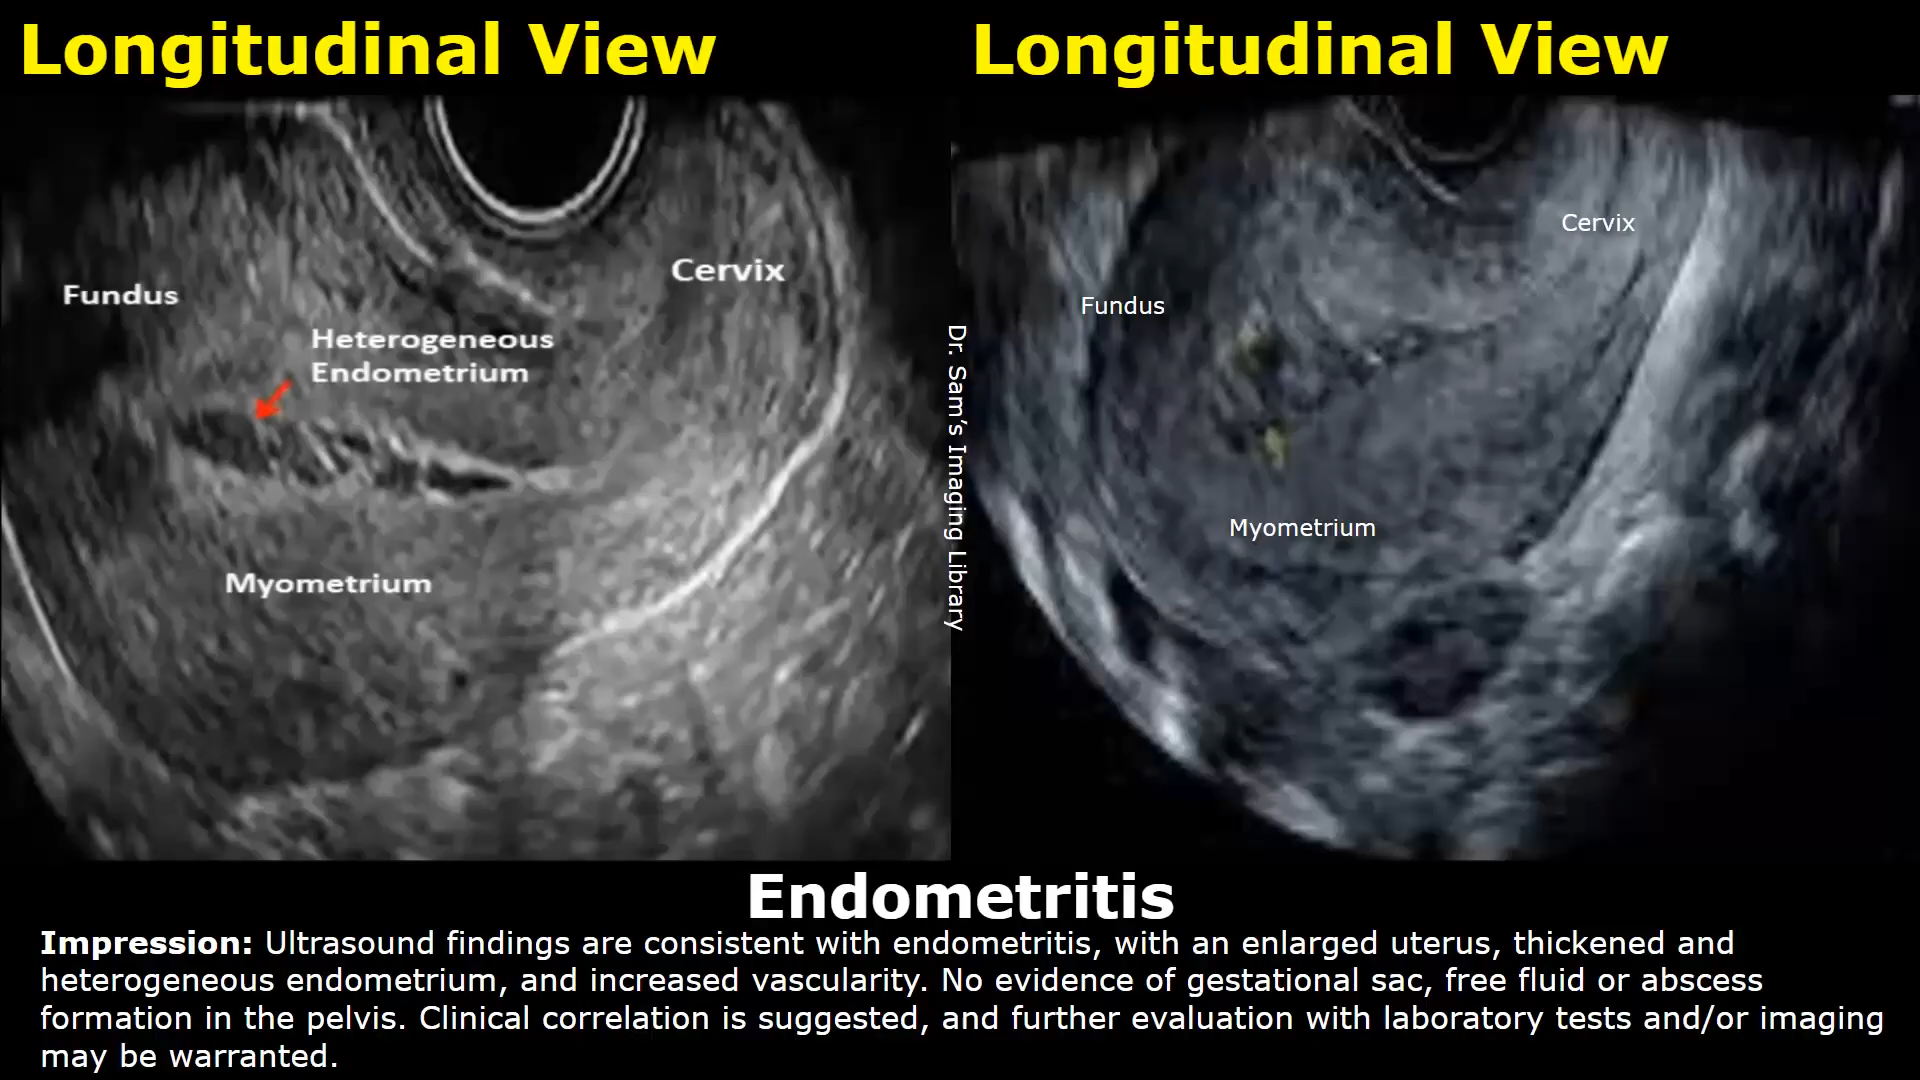 Longitudinal View
Longitudinal View
Fundus
Heterogeneous
Endometrium
Cervix
Myometrium
Dr. Sam's Imaging Library
Cervix
Fundus
Myometrium
Endometritis
Impression: Ultrasound findings are consistent with endometritis, with an enlarged uterus, thickened and
heterogeneous endometrium, and increased vascularity. No evidence of gestational sac, free fluid or abscess
formation in the pelvis. Clinical correlation is suggested, and further evaluation with laboratory tests and/or imaging
may be warranted.